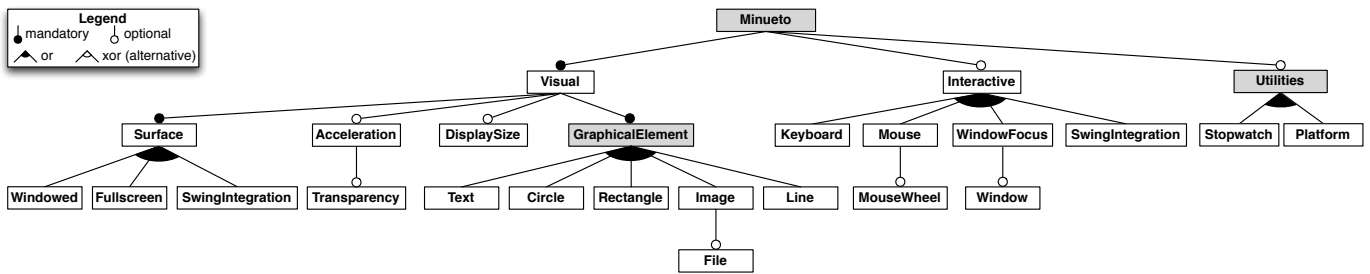 Legend
mandatory optional
or xor (alternative)
Minueto
Visual Interactive Utilities
Surface Acceleration DisplaySize GraphicalElement Keyboard Mouse WindowFocus SwingIntegration Stopwatch Platform
Windowed Fullscreen SwingIntegration Transparency Text Circle Rectangle Image Line MouseWheel Window
File